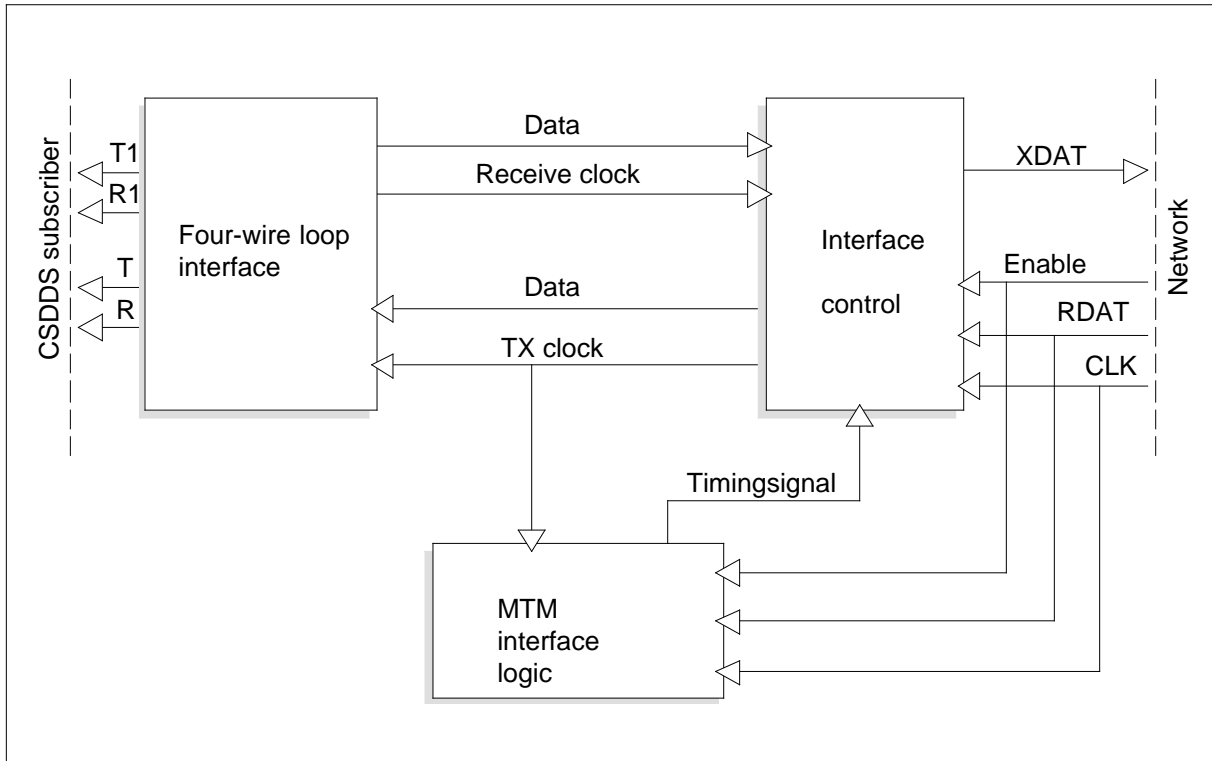 CSDDS subscriber
T1
R1
T
R
Four-wire loop
interface
Data
Receive clock
Data
TX clock
Interface
control
XDAT
Enable
RDAT
CLK
Network
Timingsignal
MTM
interface
logic